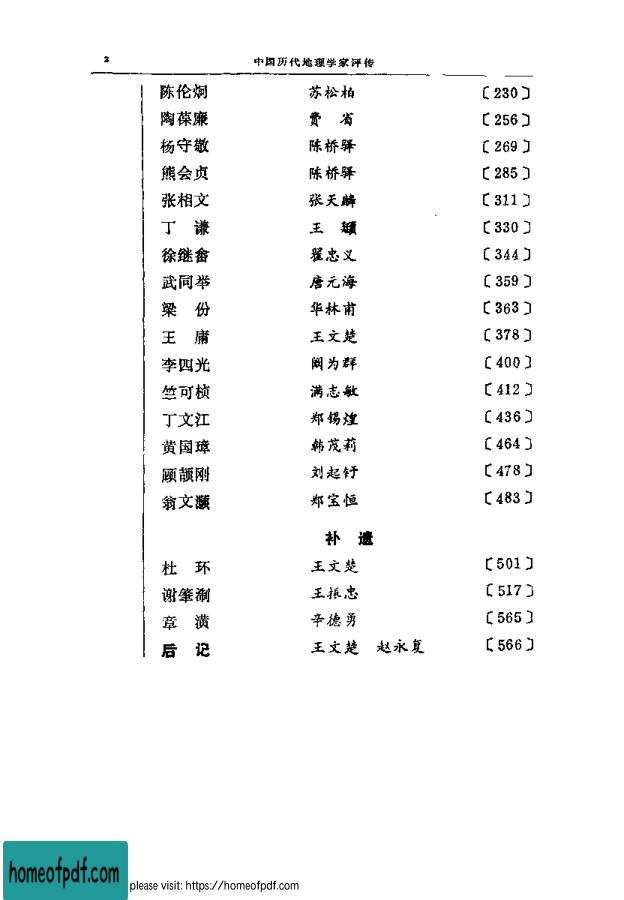 2 中国历代地理学家评传
陈伦炯 苏松柏 〔230〕
陶葆廉 费 省 〔256〕
杨守敬 陈桥驿 〔269〕
熊会贞 陈桥驿 〔285〕
张相文 张天麟 〔311〕
丁 谦 王 颋 〔330〕
徐继畬 翟忠义 〔344〕
武同举 唐元海 〔359〕
梁 份 华林甫 〔363〕
王 庸 王文楚 〔378〕
李四光 阙为群 〔400〕
竺可桢 满志敏 〔412〕
丁文江 郑锡煌 〔436〕
黄国璋 韩茂莉 〔464〕
顾颉刚 刘起釪 〔478〕
翁文灏 郑宝恒 〔483〕
补 遗
杜 环 王文楚 〔501〕
谢肇淛 王振忠 〔517〕
章 潢 辛德勇 〔565〕
后 记 王文楚 赵永复 〔566〕
homeofpdf.com please visit: https://homeofpdf.com